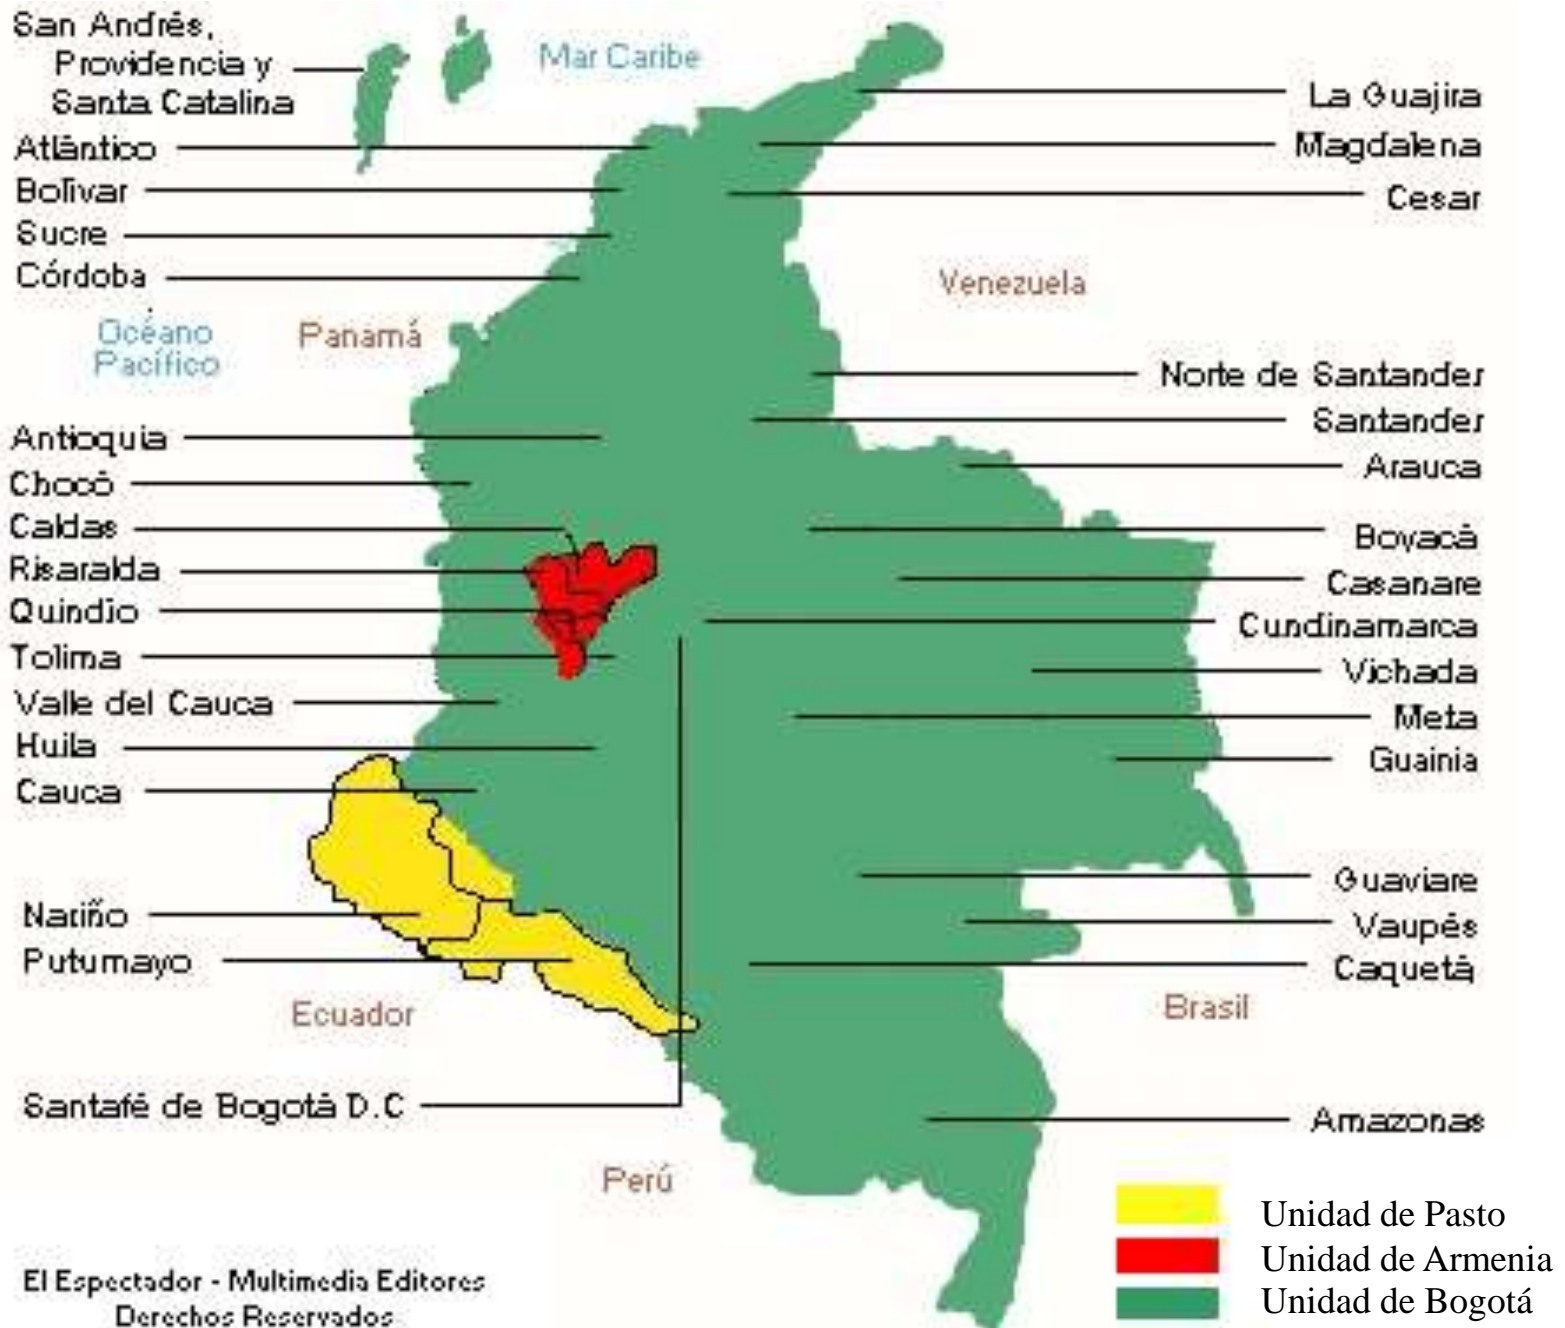 San Andrés,
Providencia y
Santa Catalina
Mar Caribe
La Guajira
Atlántico
Magdalena
Bolívar
Cesar
Sucre
Córdoba
Venezuela
Océano
Pacífico
Panamá
Norte de Santander
Santander
Antioquia
Arauca
Chocó
Caldas
Boyacá
Risaralda
Casanare
Quindío
Cundinamarca
Tolima
Vichada
Valle del Cauca
Meta
Huila
Guainia
Cauca
Guaviare
Nariño
Vaupés
Putumayo
Caquetá
Ecuador
Brasil
Santafé de Bogotá D.C
Amazonas
Perú
Unidad de Pasto
Unidad de Armenia
Unidad de Bogotá
El Espectador - Multimedia Editores
Derechos Reservados